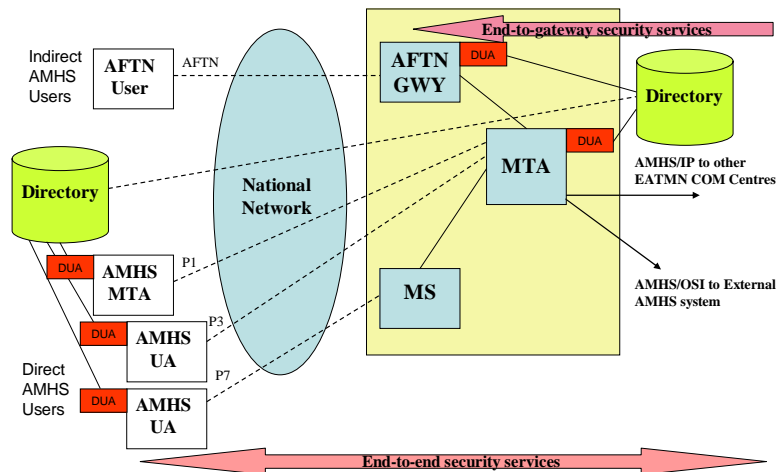 End-to-gateway security services
Indirect
AMHS
Users
AFTN
User
AFTN
AFTN
GWY
DUA
Directory
DUA
MTA
AMHS/IP to other
EATMN COM Centres
National
Network
Directory
P1
DUA
AMHS
MTA
MS
AMHS/OSI to External
AMHS system
P3
DUA
AMHS
UA
P7
Direct
AMHS
Users
DUA
AMHS
UA
End-to-end security services